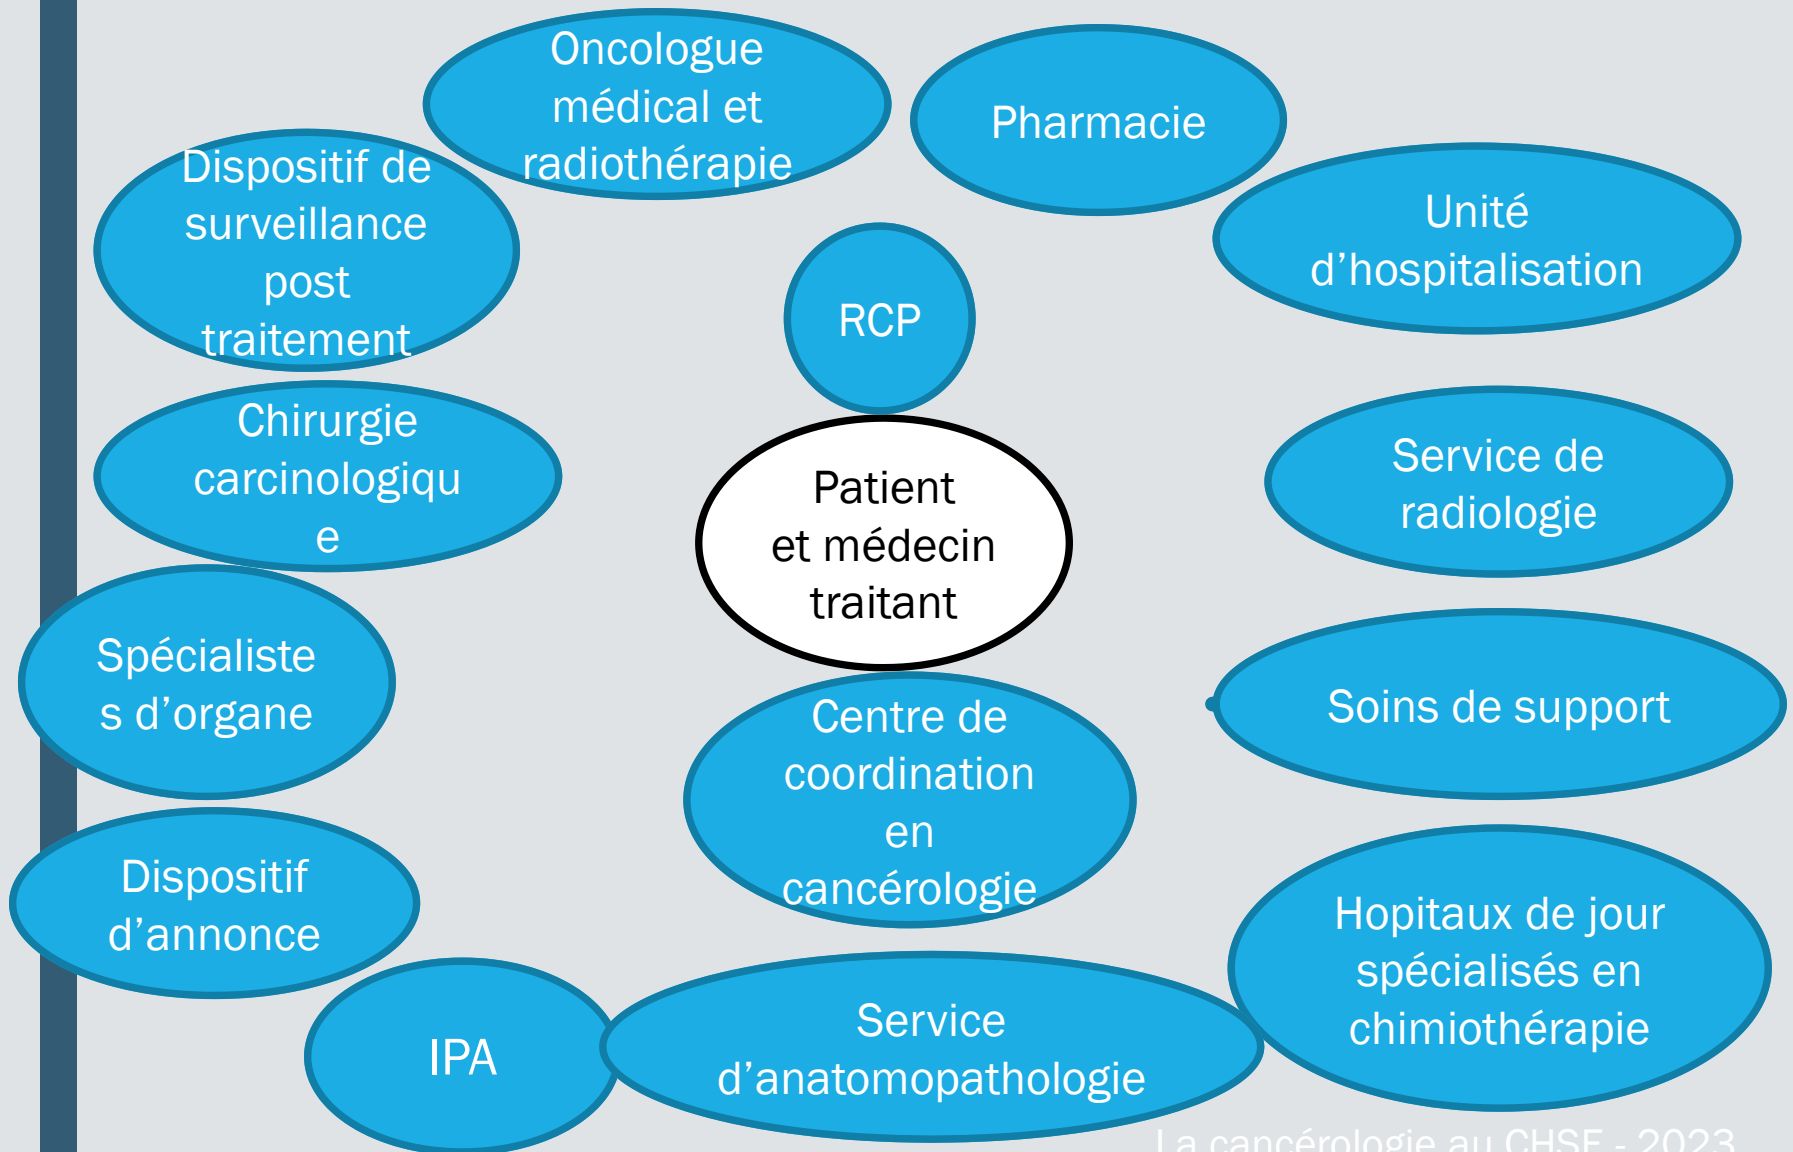 Oncologue
médical et
radiothérapie
Pharmacie
Dispositif de
surveillance
post
traitement
Unité
d’hospitalisation
RCP
Chirurgie
carcinologiqu
e
Patient
et médecin
traitant
Service de
radiologie
Spécialiste
s d’organe
Centre de
coordination
en
cancérologie
Soins de support
Dispositif
d’annonce
Hopitaux de jour
spécialisés en
chimiothérapie
IPA
Service
d’anatomopathologie
La cancérologie au CHSF - 2023